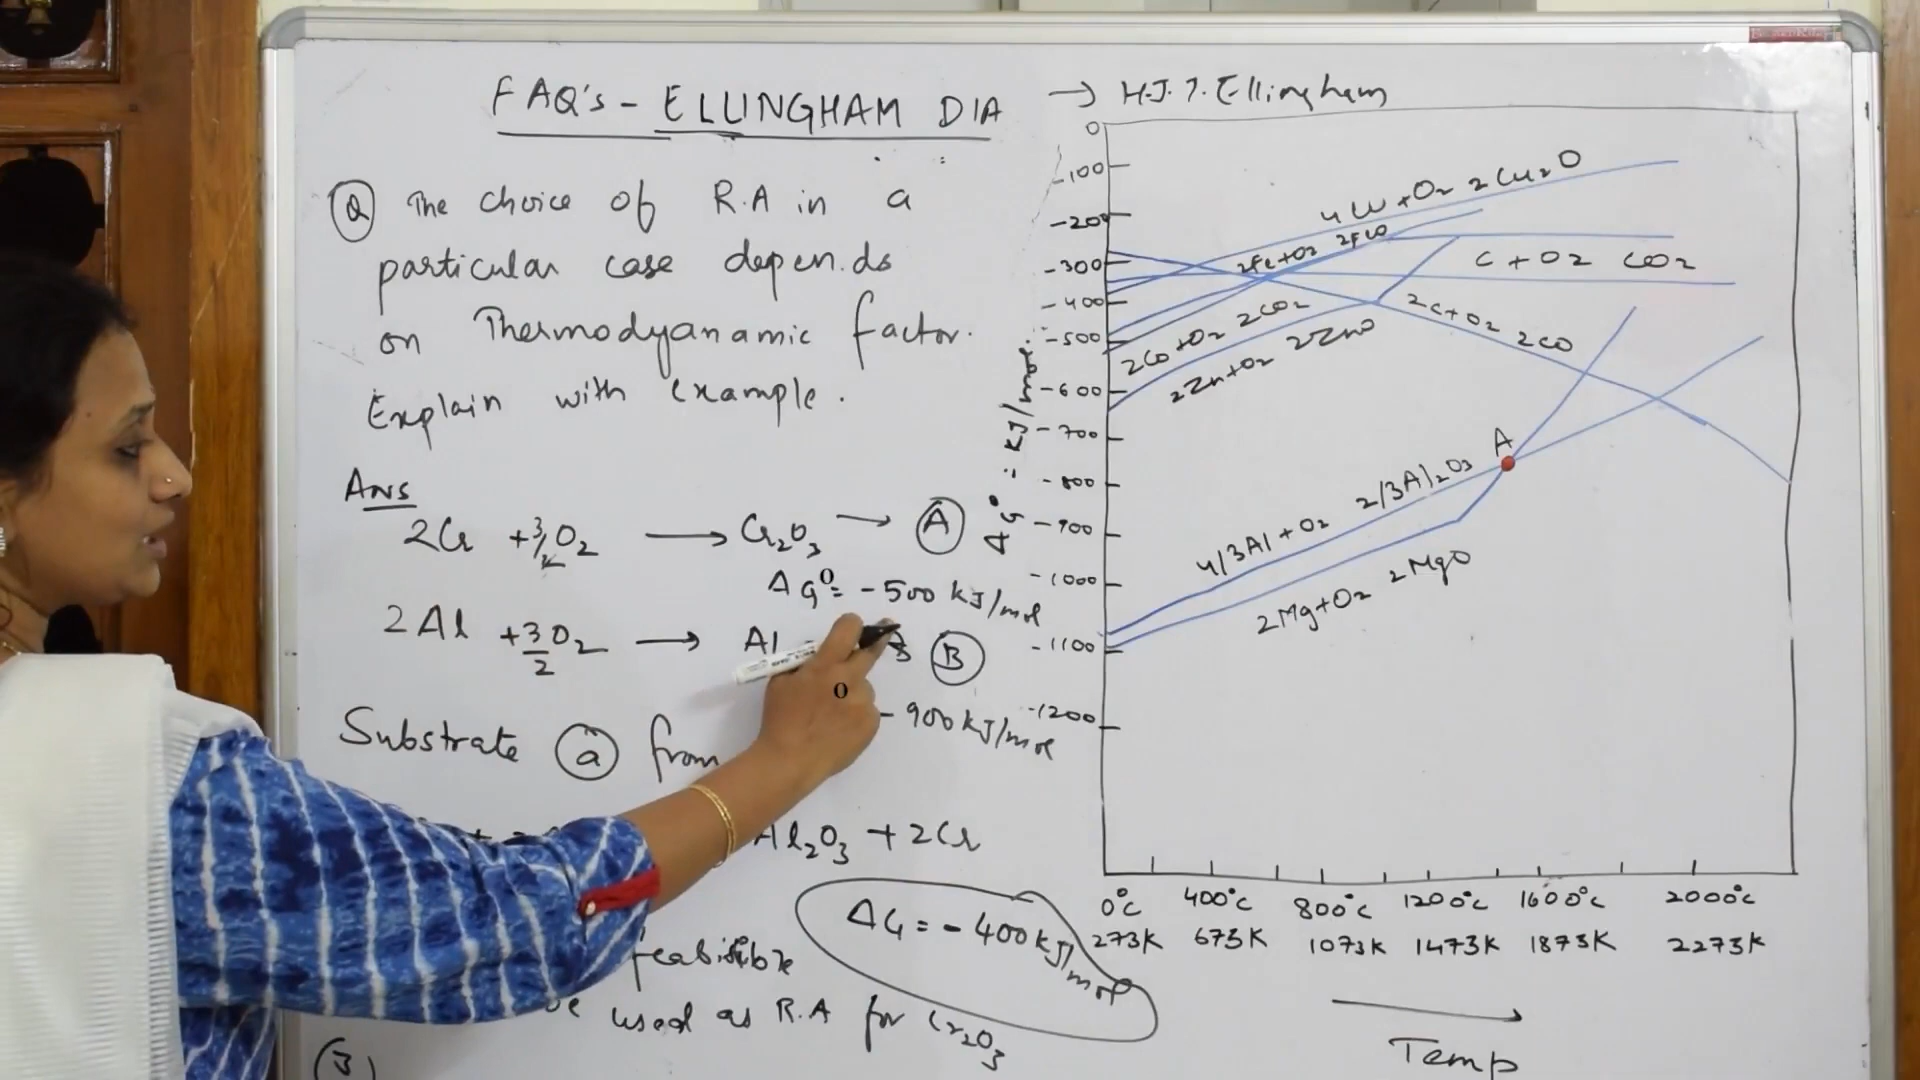 FAQ's - ELLINGHAM DIA
→ H.J.T. Ellingham
Q The choice of R.A in a
particular case depen.ds
on Thermodyanamic factor.
Explain with example.
Ans
2Cr + 3/2 O2 → Cr2O3 → A
ΔG° = -500 kJ/mol
2Al + 3/2 O2 → Al 3 B
0
- 900 kJ/mol
Substrate a from
Al2O3 + 2Cr
ΔG = - 400 kJ/mol
feasible
used as R.A for Cr2O3
(3)
ΔG° = kJ/mol.
0
-100
-200
-300
-400
-500
-600
-700
-800
-900
-1000
-1100
-1200
4Cu + O2 2Cu2O
2Fe + O2 2FeO
C + O2 CO2
2CO + O2 2CO2
2C + O2 2CO
2Zn + O2 2ZnO
A
4/3Al + O2 2/3Al2O3
2Mg + O2 2MgO
0°C 400°C 800°C 1200°C 1600°C 2000°C
273K 673K 1073K 1473K 1873K 2273K
→
Temp